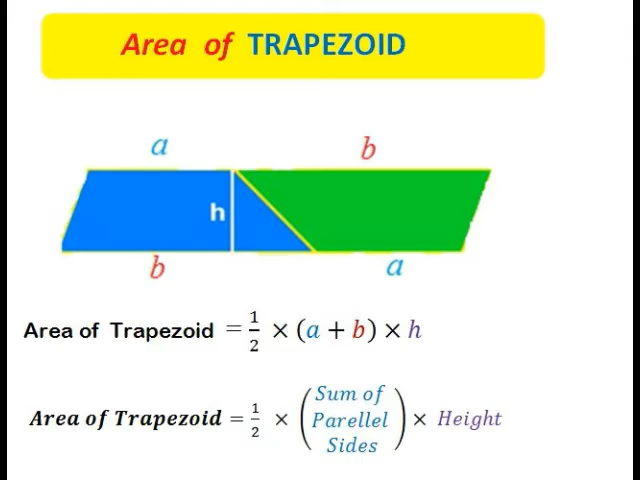 Area of TRAPEZOID
a b
h
b a
Area of Trapezoid = 1/2 × (a + b) × h
Area of Trapezoid = 1/2 × (Sum of Parellel Sides) × Height